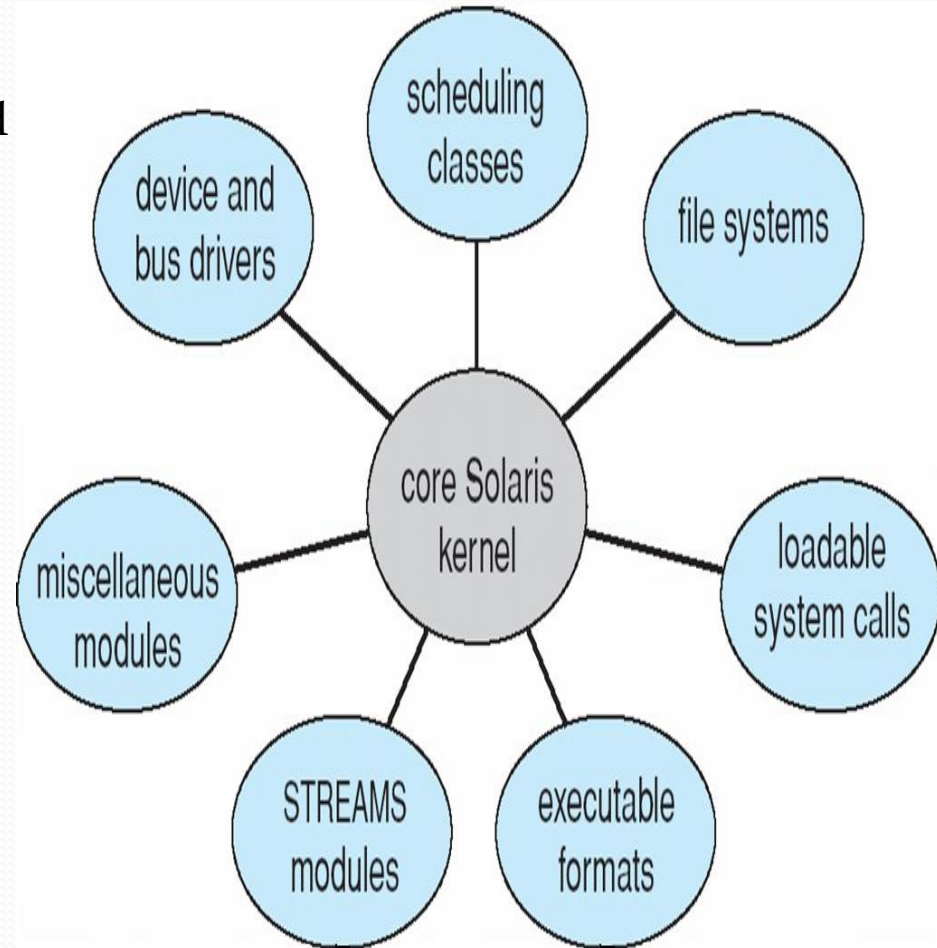 scheduling
classes
device and
bus drivers
file systems
core Solaris
kernel
miscellaneous
modules
loadable
system calls
STREAMS
modules
executable
formats